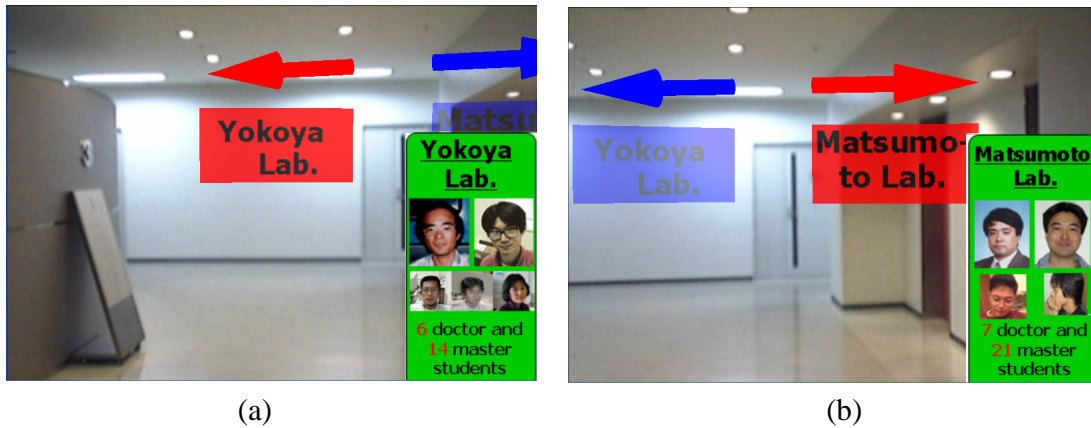 3
Yokoya
Lab.
Matsu
Yokoya
Lab.
6 doctor and
14 master
students
(a)
Yokoya
Lab.
Matsumo-
to Lab.
Matsumoto
Lab.
7 doctor and
21 master
students
(b)